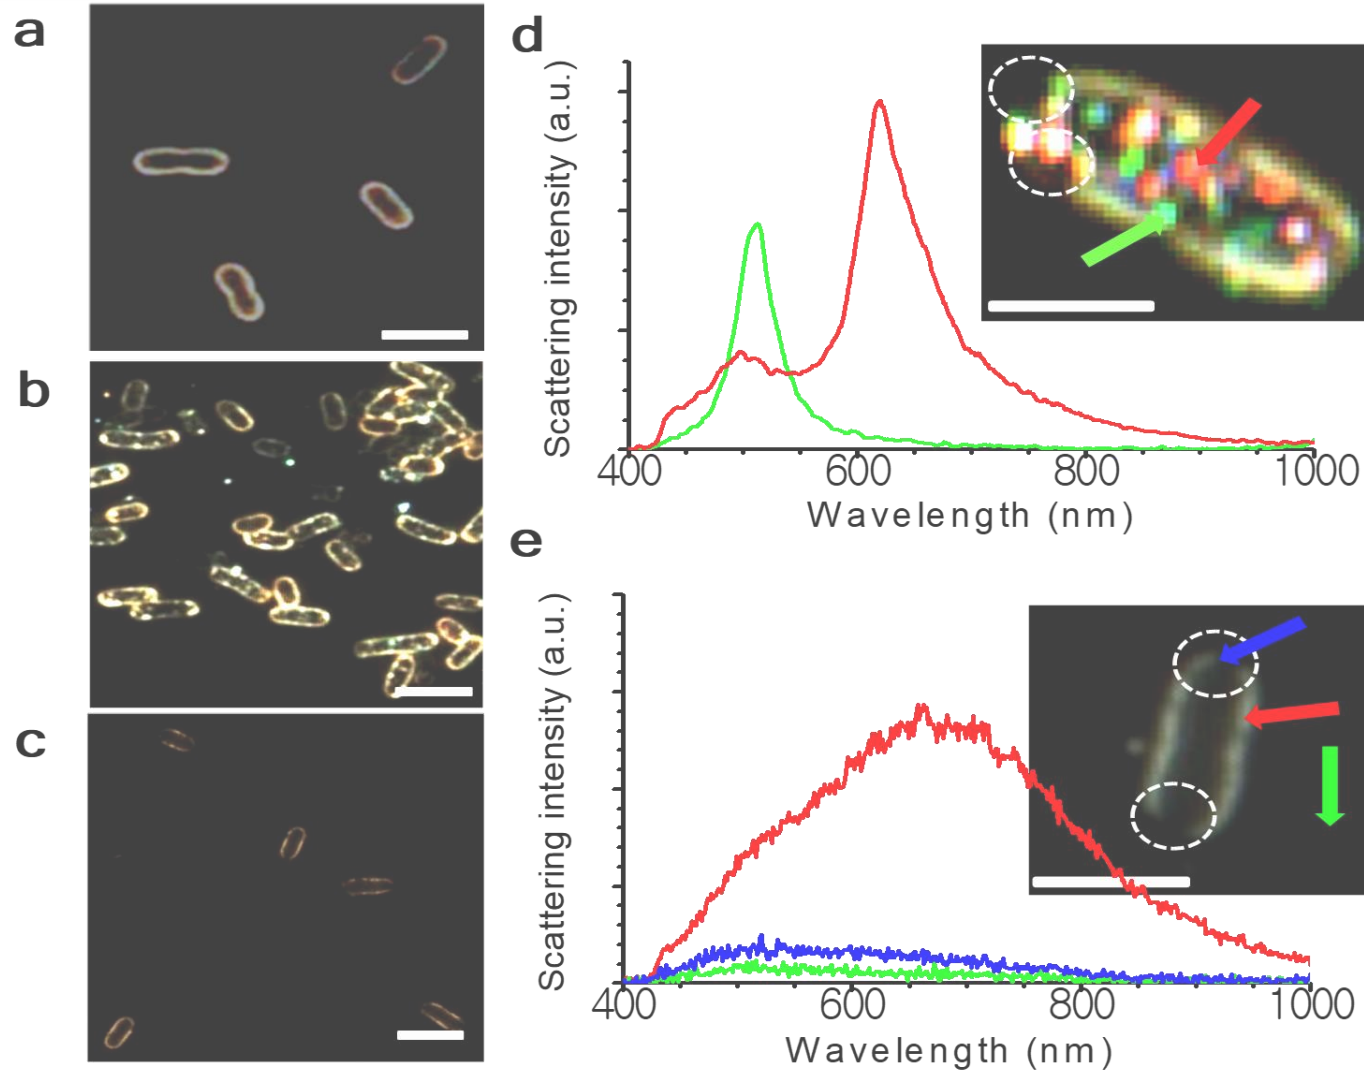 a
b
c
d
Scattering intensity (a.u.)
400 600 800 1000
Wavelength (nm)
e
Scattering intensity (a.u.)
400 600 800 1000
Wavelength (nm)